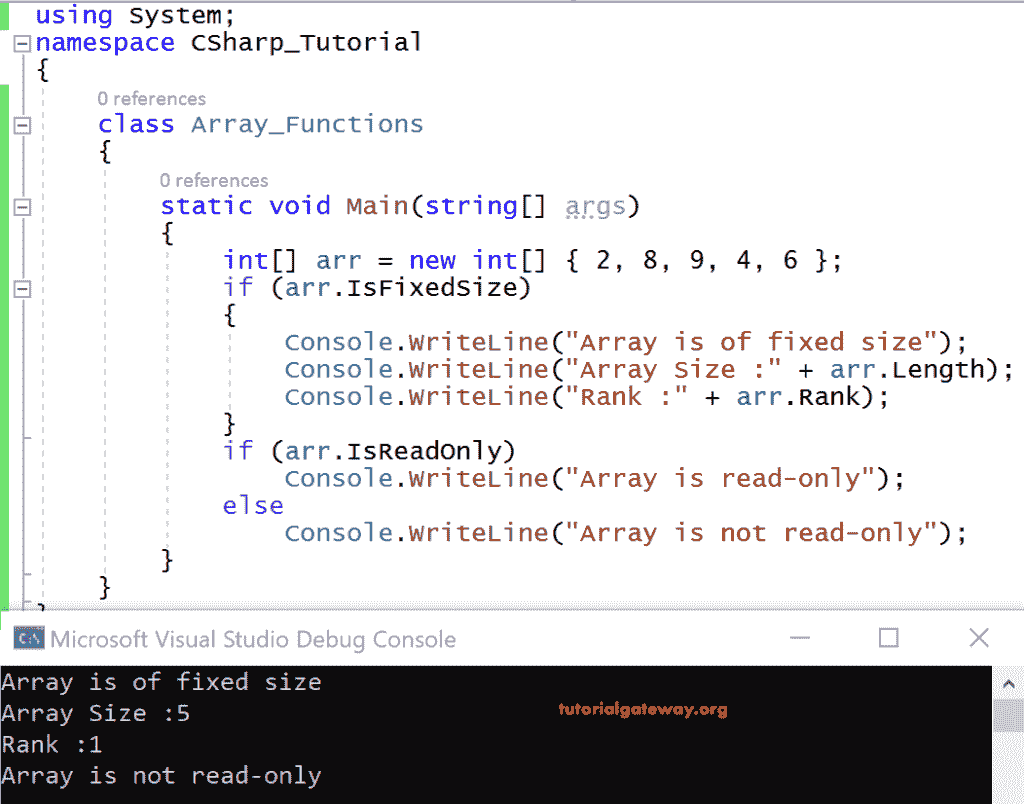 using System;
namespace CSharp_Tutorial
{
0 references
class Array_Functions
{
0 references
static void Main(string[] args)
{
int[] arr = new int[] { 2, 8, 9, 4, 6 };
if (arr.IsFixedSize)
{
Console.WriteLine("Array is of fixed size");
Console.WriteLine("Array Size :" + arr.Length);
Console.WriteLine("Rank :" + arr.Rank);
}
if (arr.IsReadOnly)
Console.WriteLine("Array is read-only");
else
Console.WriteLine("Array is not read-only");
}
}
Microsoft Visual Studio Debug Console
Array is of fixed size
Array Size :5
tutorialgateway.org
Rank :1
Array is not read-only